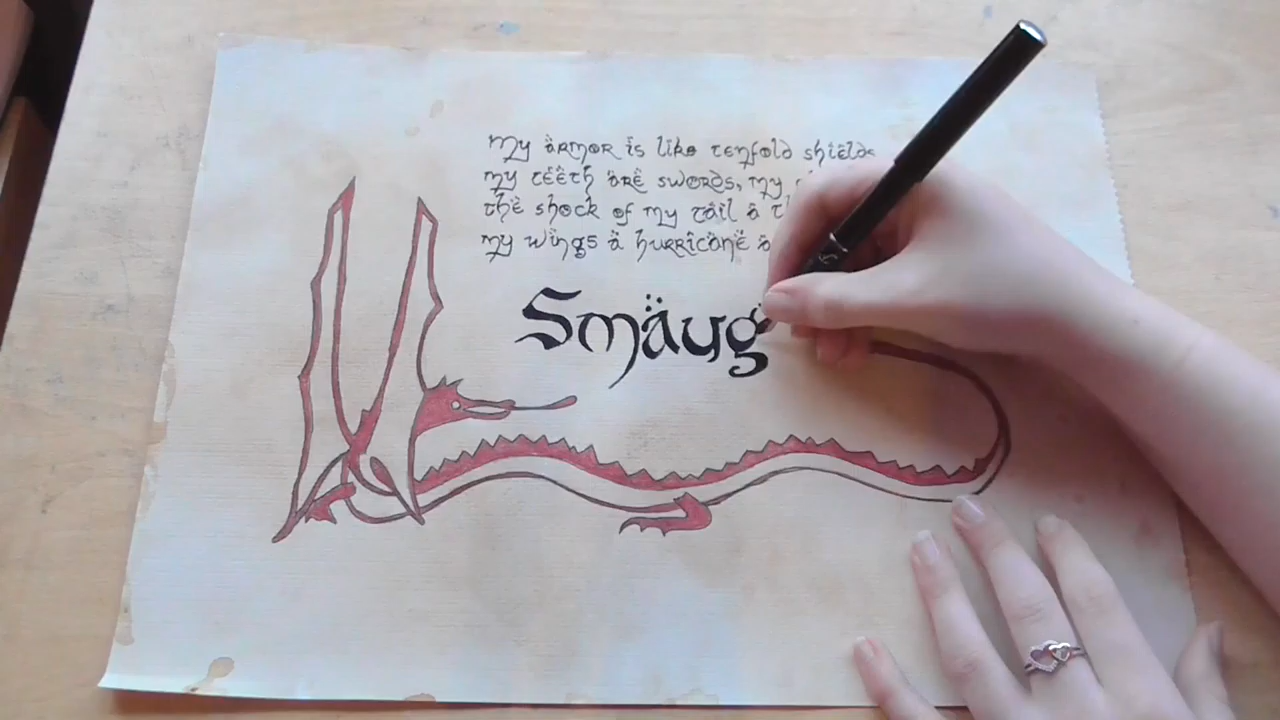 My armor is like tenfold shields
my teeth are swords, my
the shock of my tail a
my wings a hurricane
Smaug